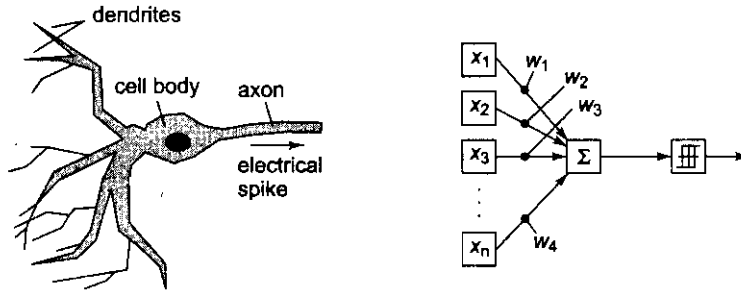 dendrites
cell body
axon
electrical
spike
x1
w1
w2
x2
w3
x3
Σ
xn
w4